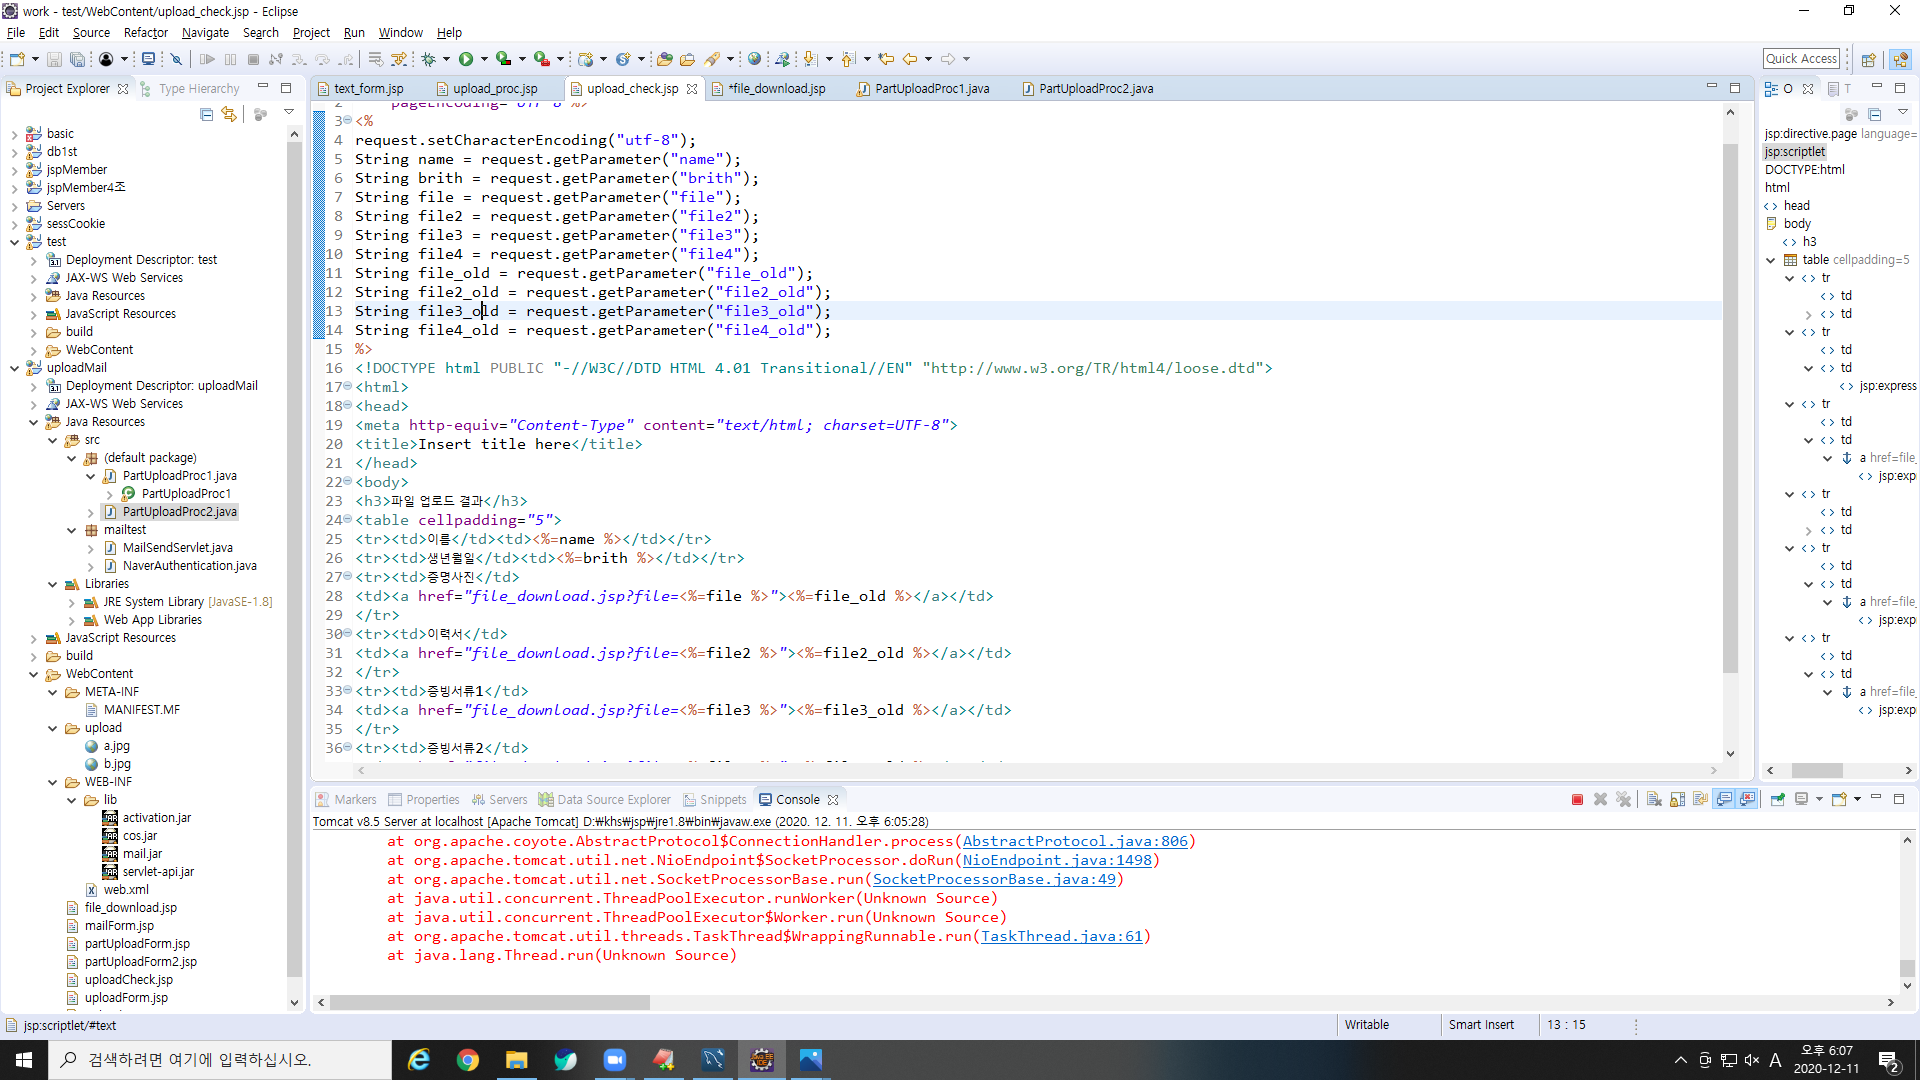 work - test/WebContent/upload_check.jsp - Eclipse
File Edit Source Refactor Navigate Search Project Run Window Help
Quick Access
Project Explorer Type Hierarchy
basic
db1st
jspMember
jspMember4조
Servers
sessCookie
test
Deployment Descriptor: test
JAX-WS Web Services
Java Resources
JavaScript Resources
build
WebContent
uploadMail
Deployment Descriptor: uploadMail
JAX-WS Web Services
Java Resources
src
(default package)
PartUploadProc1.java
PartUploadProc1
PartUploadProc2.java
mailtest
MailSendServlet.java
NaverAuthentication.java
Libraries
JRE System Library [JavaSE-1.8]
Web App Libraries
JavaScript Resources
build
WebContent
META-INF
MANIFEST.MF
upload
a.jpg
b.jpg
WEB-INF
lib
activation.jar
cos.jar
mail.jar
servlet-api.jar
web.xml
file_download.jsp
mailForm.jsp
partUploadForm.jsp
partUploadForm2.jsp
uploadCheck.jsp
uploadForm.jsp
text_form.jsp upload_proc.jsp upload_check.jsp *file_download.jsp PartUploadProc1.java PartUploadProc2.java
2 pageEncoding="UTF-8"%>
3 <%
4 request.setCharacterEncoding("utf-8");
5 String name = request.getParameter("name");
6 String brith = request.getParameter("brith");
7 String file = request.getParameter("file");
8 String file2 = request.getParameter("file2");
9 String file3 = request.getParameter("file3");
10 String file4 = request.getParameter("file4");
11 String file_old = request.getParameter("file_old");
12 String file2_old = request.getParameter("file2_old");
13 String file3_old = request.getParameter("file3_old");
14 String file4_old = request.getParameter("file4_old");
15 %>
16 <!DOCTYPE html PUBLIC "-//W3C//DTD HTML 4.01 Transitional//EN" "http://www.w3.org/TR/html4/loose.dtd">
17 <html>
18 <head>
19 <meta http-equiv="Content-Type" content="text/html; charset=UTF-8">
20 <title>Insert title here</title>
21 </head>
22 <body>
23 <h3>파일 업로드 결과</h3>
24 <table cellpadding="5">
25 <tr><td>이름</td><td><%=name %></td></tr>
26 <tr><td>생년월일</td><td><%=brith %></td></tr>
27 <tr><td>증명사진</td>
28 <td><a href="file_download.jsp?file=<%=file %>"><%=file_old %></a></td>
29 </tr>
30 <tr><td>이력서</td>
31 <td><a href="file_download.jsp?file=<%=file2 %>"><%=file2_old %></a></td>
32 </tr>
33 <tr><td>증빙서류1</td>
34 <td><a href="file_download.jsp?file=<%=file3 %>"><%=file3_old %></a></td>
35 </tr>
36 <tr><td>증빙서류2</td>
O T
jsp:directive.page language=
jsp:scriptlet
DOCTYPE:html
html
head
body
h3
table cellpadding=5
tr
td
td
tr
td
td
jsp:express
tr
td
td
a href=file_
jsp:exp
tr
td
td
tr
td
td
a href=file_
jsp:exp
tr
td
td
a href=file_
jsp:exp
Markers Properties Servers Data Source Explorer Snippets Console
Tomcat v8.5 Server at localhost [Apache Tomcat] D:₩khs₩jsp₩jre1.8₩bin₩javaw.exe (2020. 12. 11. 오후 6:05:28)
at org.apache.coyote.AbstractProtocol$ConnectionHandler.process(AbstractProtocol.java:806)
at org.apache.tomcat.util.net.NioEndpoint$SocketProcessor.doRun(NioEndpoint.java:1498)
at org.apache.tomcat.util.net.SocketProcessorBase.run(SocketProcessorBase.java:49)
at java.util.concurrent.ThreadPoolExecutor.runWorker(Unknown Source)
at java.util.concurrent.ThreadPoolExecutor$Worker.run(Unknown Source)
at org.apache.tomcat.util.threads.TaskThread$WrappingRunnable.run(TaskThread.java:61)
at java.lang.Thread.run(Unknown Source)
jsp:scriptlet/#text Writable Smart Insert 13 : 15
검색하려면 여기에 입력하십시오.
A
오후 6:07
2020-12-11
2